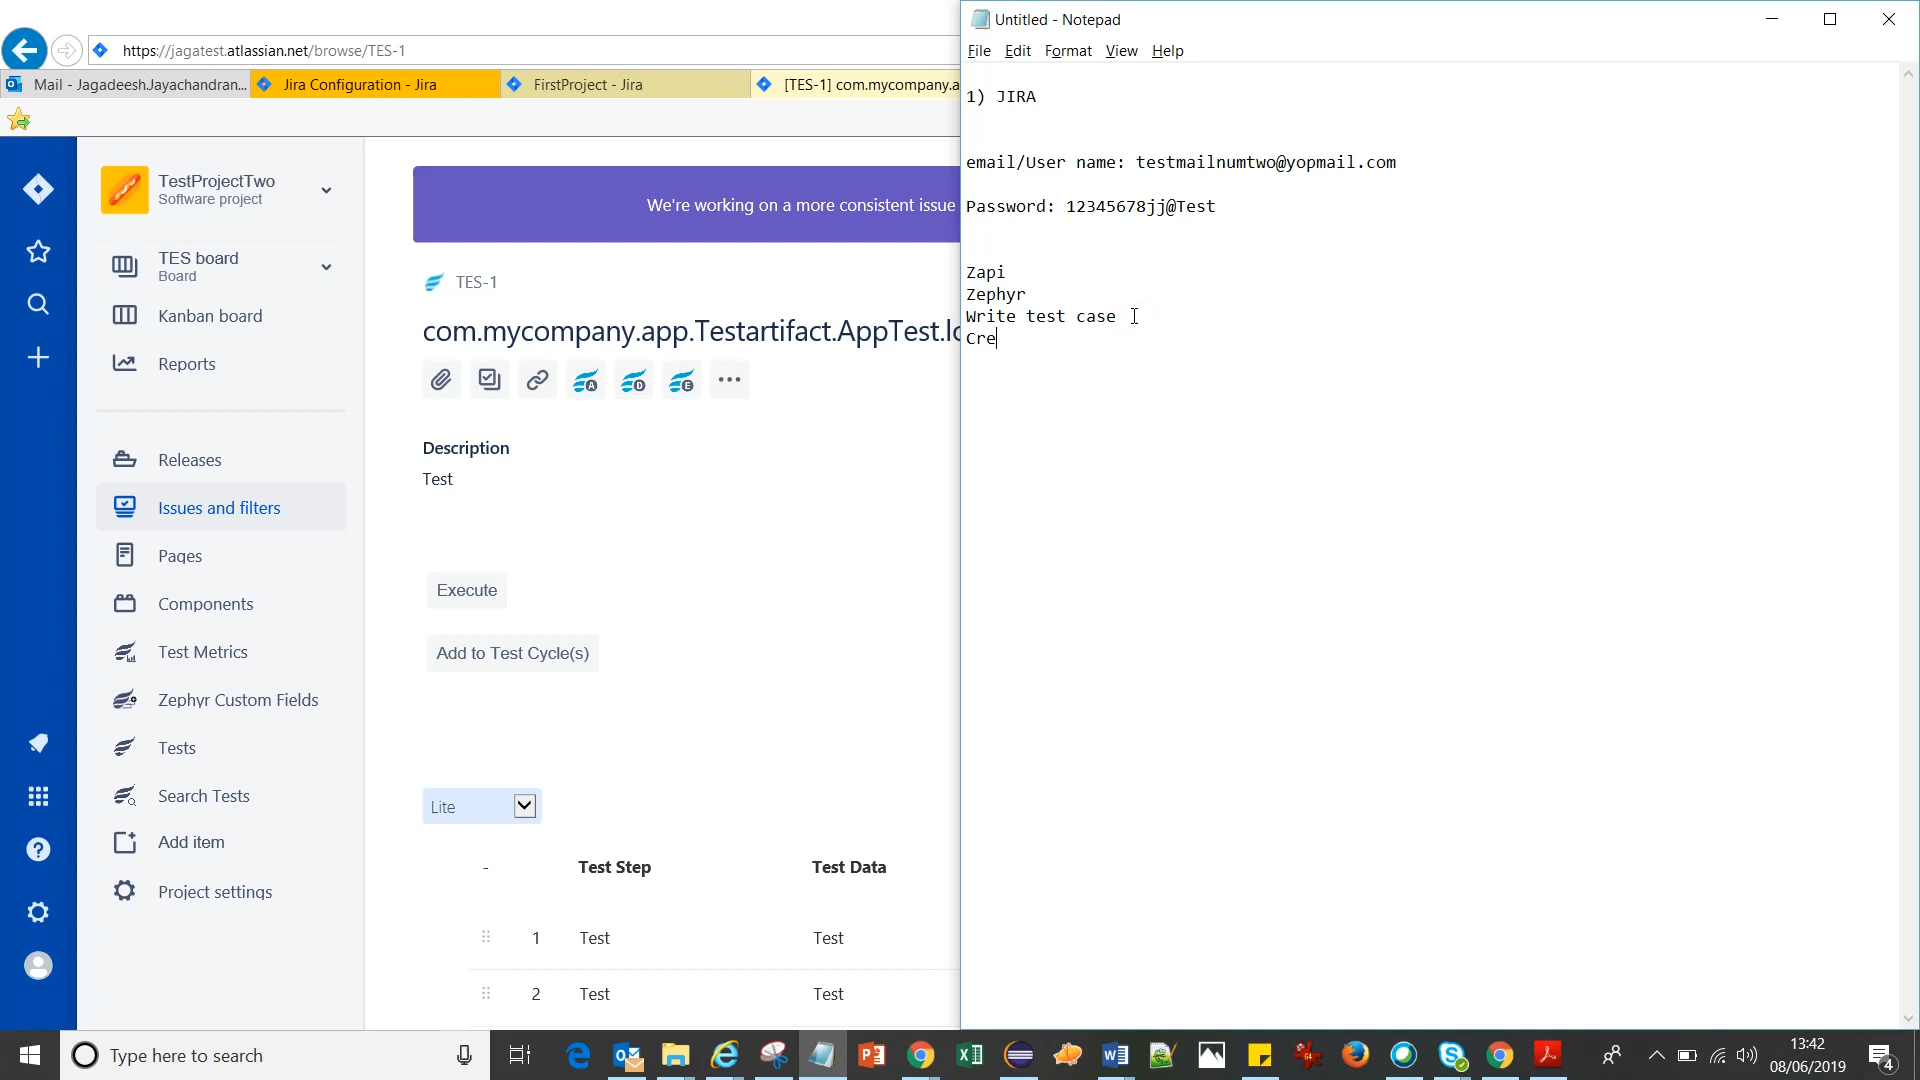 https://jagatest.atlassian.net/browse/TES-1
Mail - Jagadeesh.Jayachandran...
Jira Configuration - Jira
FirstProject - Jira
[TES-1] com.mycompany.a
TestProjectTwo
Software project
TES board
Board
Kanban board
Reports
Releases
Issues and filters
Pages
Components
Test Metrics
Zephyr Custom Fields
Tests
Search Tests
Add item
Project settings
We're working on a more consistent issue
TES-1
com.mycompany.app.Testartifact.AppTest.lo
Description
Test
Execute
Add to Test Cycle(s)
Lite
- Test Step Test Data
1 Test Test
2 Test Test
Untitled - Notepad
File Edit Format View Help
1) JIRA
email/User name: testmailnumtwo@yopmail.com
Password: 12345678jj@Test
Zapi
Zephyr
Write test case
Cre
Type here to search
13:42
08/06/2019
4